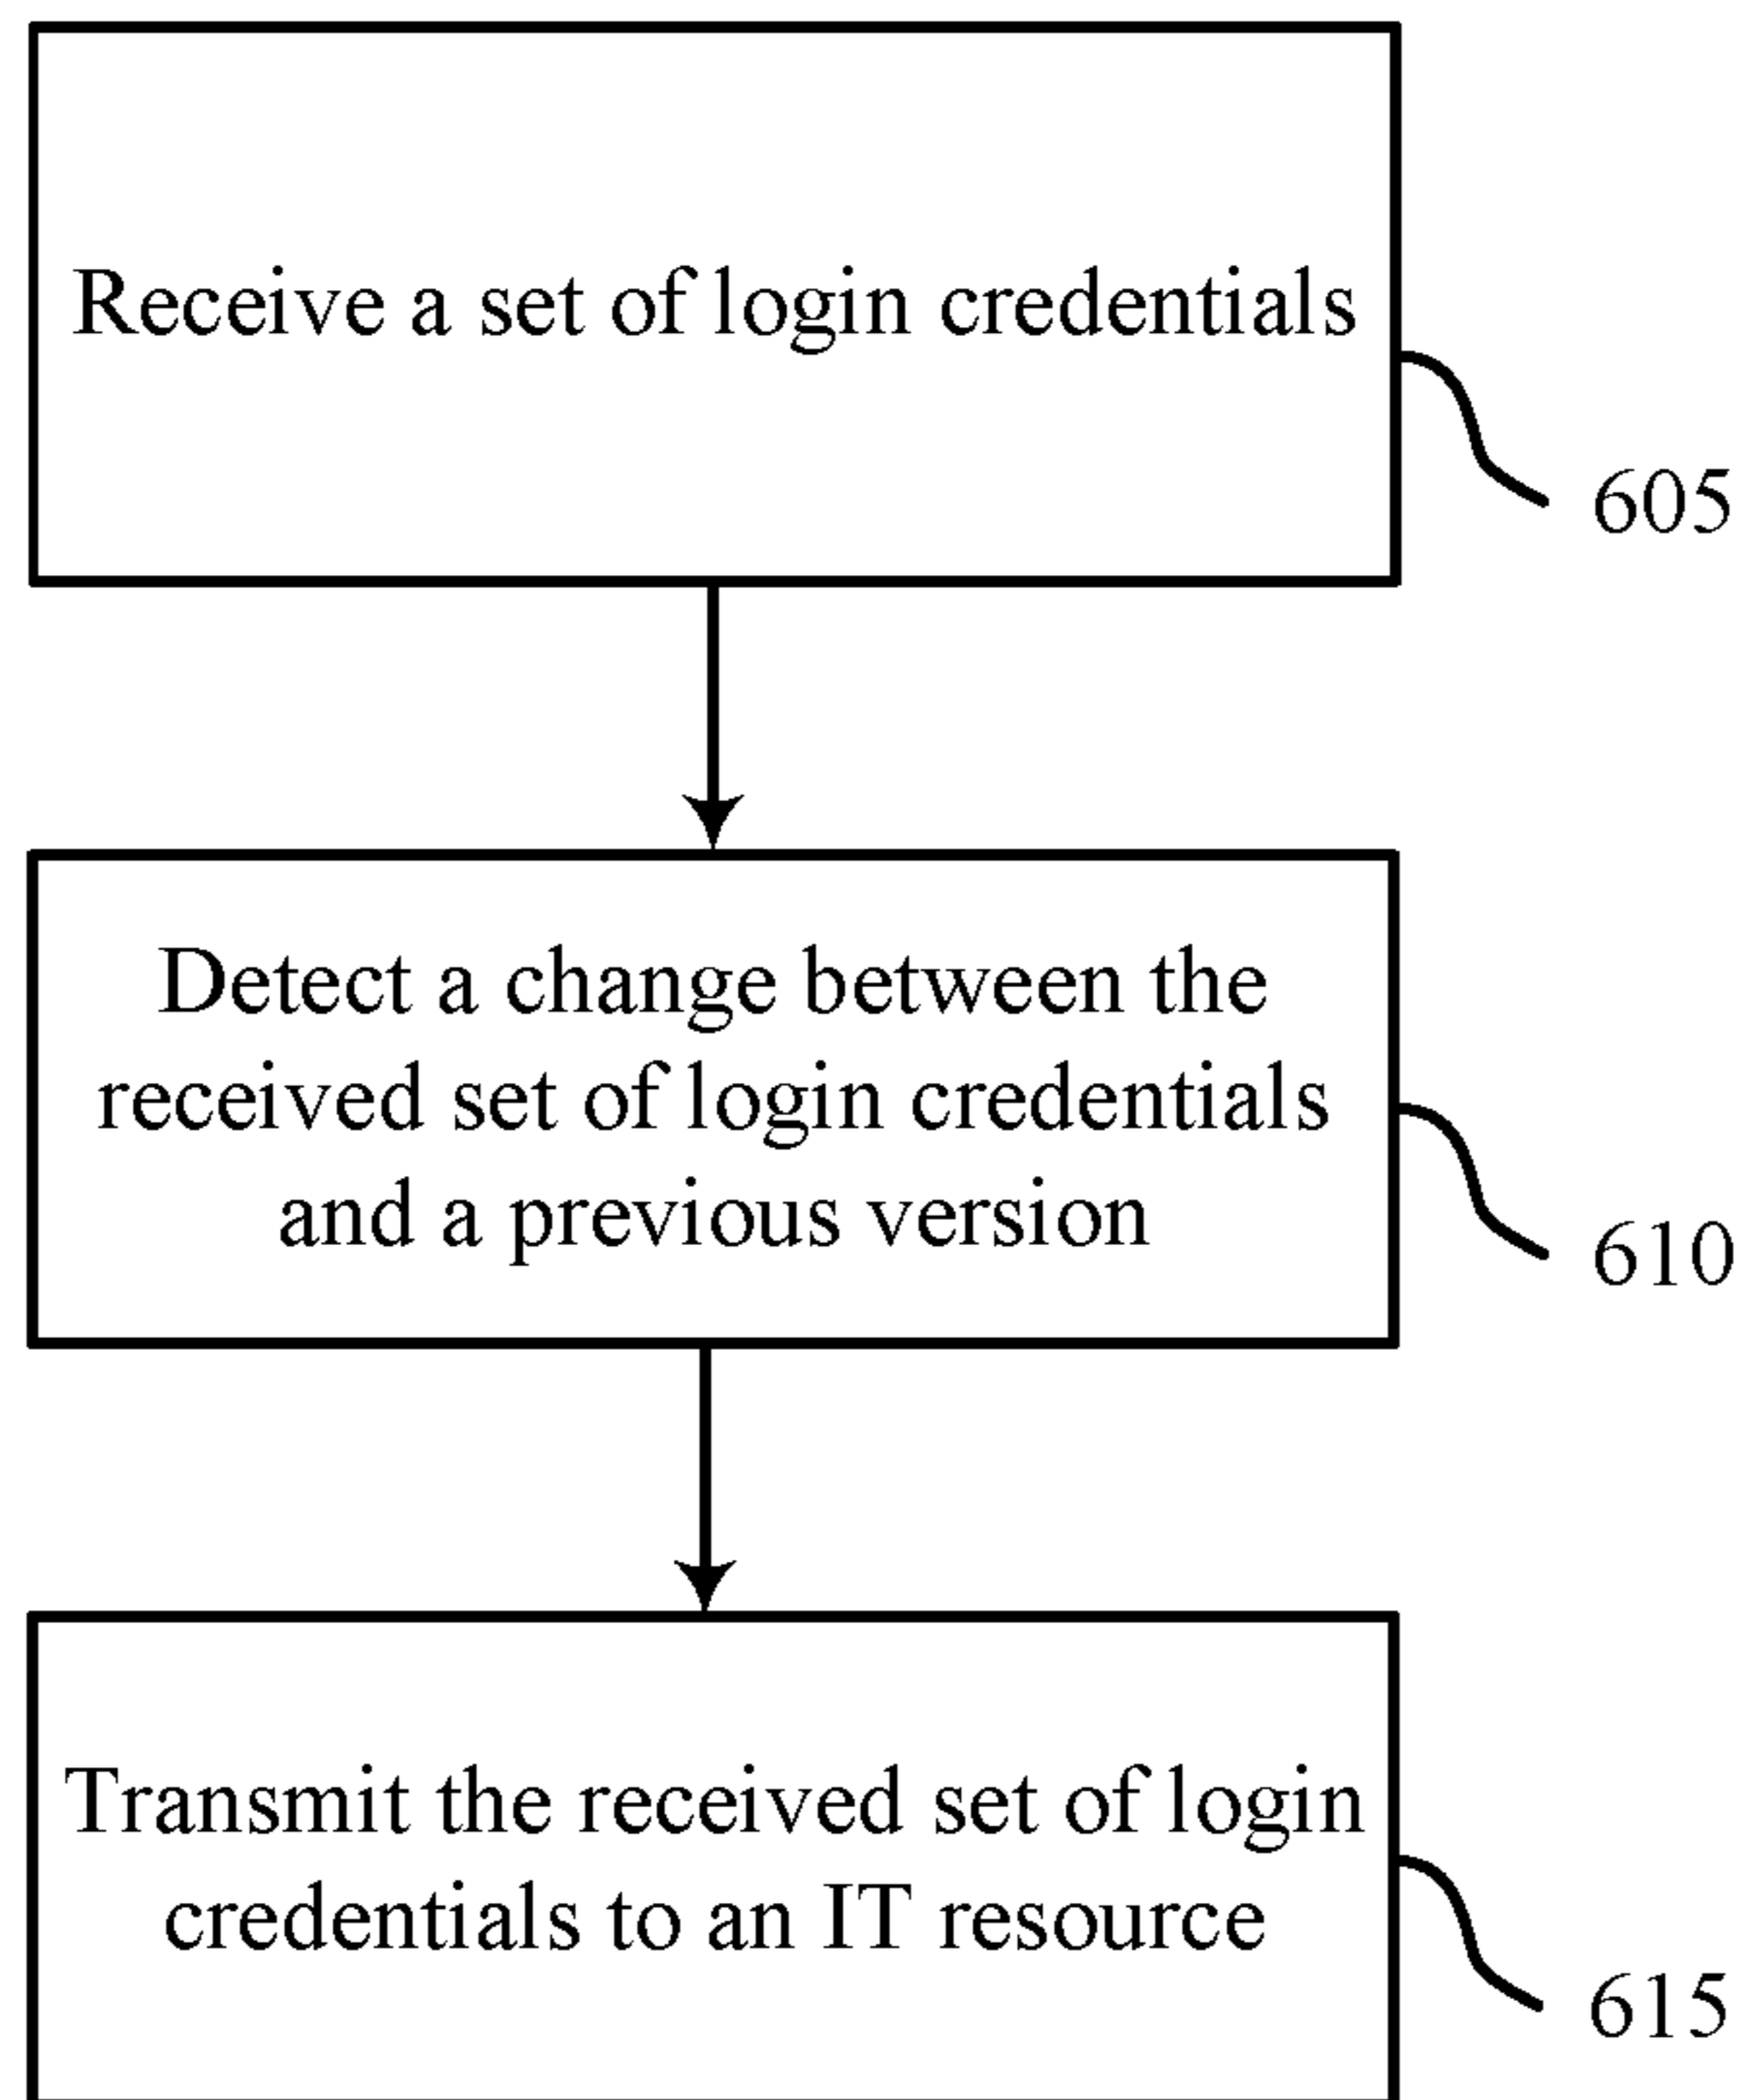 Receive a set of login credentials
605
Detect a change between the
received set of login credentials
and a previous version
610
Transmit the received set of login
credentials to an IT resource
615